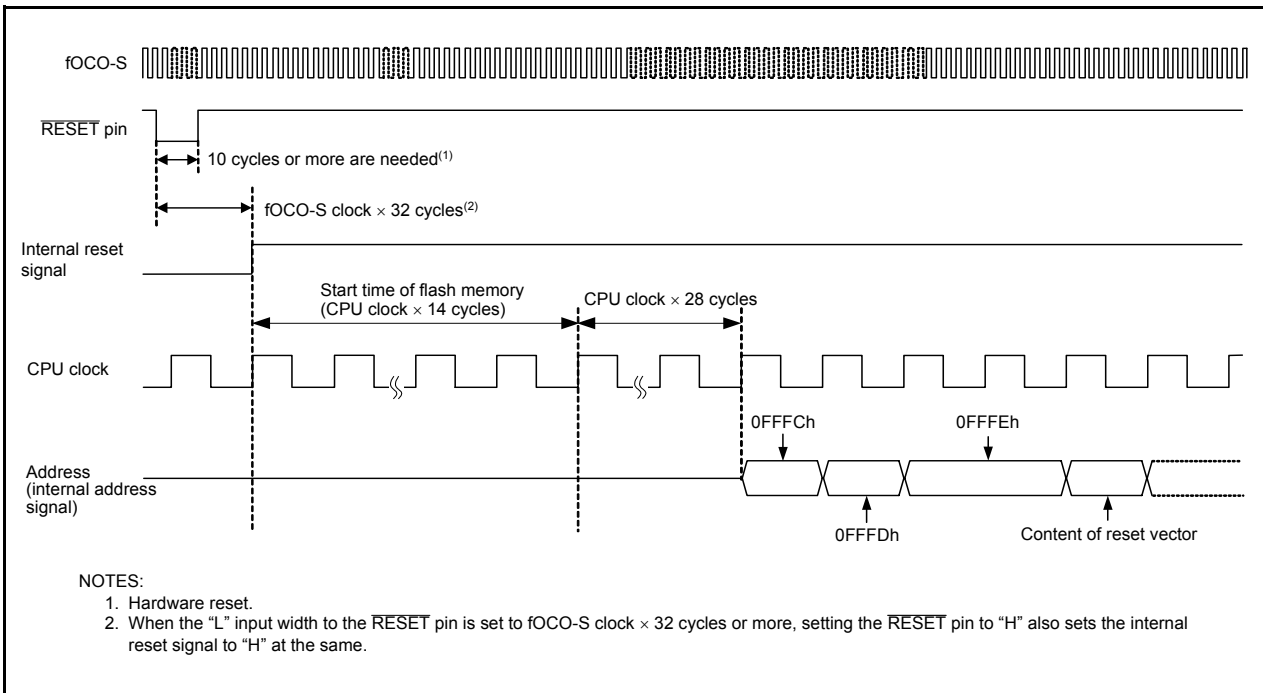 fOCO-S
RESET pin
10 cycles or more are needed(1)
fOCO-S clock × 32 cycles(2)
Internal reset
signal
Start time of flash memory
(CPU clock × 14 cycles)
CPU clock × 28 cycles
CPU clock
0FFFCh
0FFFEh
Address
(internal address
signal)
0FFFDh
Content of reset vector
NOTES:
1. Hardware reset.
2. When the “L” input width to the RESET pin is set to fOCO-S clock × 32 cycles or more, setting the RESET pin to “H” also sets the internal
reset signal to “H” at the same.